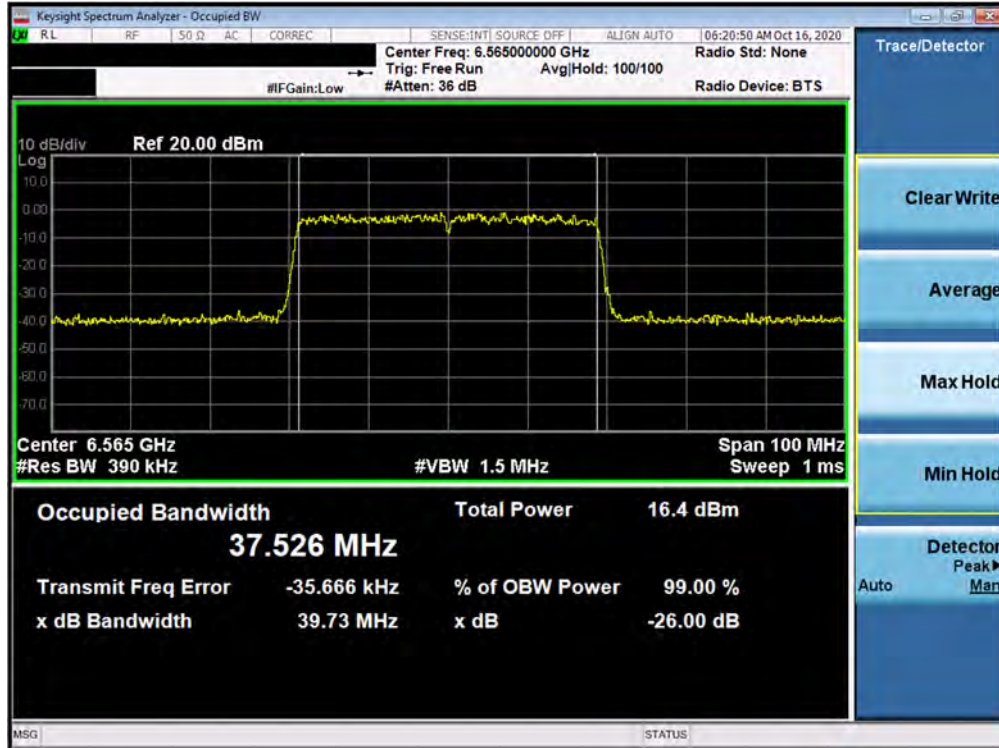 Keysight Spectrum Analyzer - Occupied BW
LXI RL RF 50 Ω AC CORREC SENSE:INT SOURCE OFF ALIGN AUTO 06:20:50 AM Oct 16, 2020
Center Freq: 6.565000000 GHz Radio Std: None
Trig: Free Run Avg|Hold: 100/100
#IFGain:Low #Atten: 36 dB Radio Device: BTS
10 dB/div Ref 20.00 dBm
Log
10.0
0.00
-10.0
-20.0
-30.0
-40.0
-50.0
-60.0
-70.0
Center 6.565 GHz Span 100 MHz
#Res BW 390 kHz #VBW 1.5 MHz Sweep 1 ms
Occupied Bandwidth Total Power 16.4 dBm
37.526 MHz
Transmit Freq Error -35.666 kHz % of OBW Power 99.00 %
x dB Bandwidth 39.73 MHz x dB -26.00 dB
MSG STATUS
Trace/Detector
Clear Write
Average
Max Hold
Min Hold
Detector
Peak
Auto Man